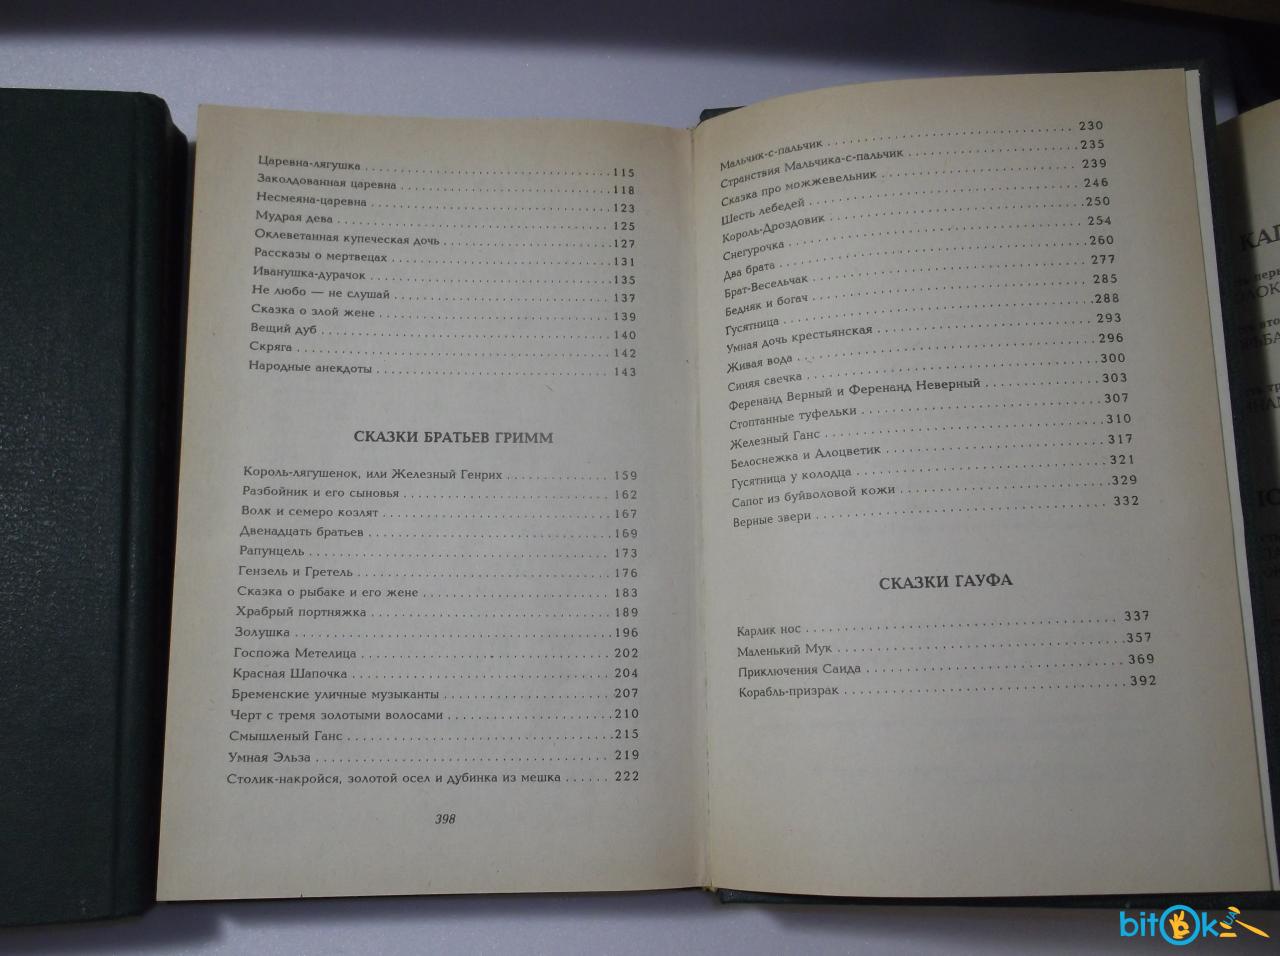 Царевна-лягушка 115
Заколдованная царевна 118
Несмеяна-царевна 123
Мудрая дева 125
Оклеветанная купеческая дочь 127
Рассказы о мертвецах 131
Иванушка-дурачок 135
Не любо — не слушай 137
Сказка о злой жене 139
Вещий дуб 140
Скряга 142
Народные анекдоты 143
СКАЗКИ БРАТЬЕВ ГРИММ
Король-лягушенок, или Железный Генрих 159
Разбойник и его сыновья 162
Волк и семеро козлят 167
Двенадцать братьев 169
Рапунцель 173
Гензель и Гретель 176
Сказка о рыбаке и его жене 183
Храбрый портняжка 189
Золушка 196
Госпожа Метелица 202
Красная Шапочка 204
Бременские уличные музыканты 207
Черт с тремя золотыми волосами 210
Смышленый Ганс 215
Умная Эльза 219
Столик-накройся, золотой осел и дубинка из мешка 222
398
Мальчик-с-пальчик 230
Странствия Мальчика-с-пальчик 235
Сказка про можжевельник 239
Шесть лебедей 246
Король-Дроздовик 250
Снегурочка 254
Два брата 260
Брат-Весельчак 277
Бедняк и богач 285
Гусятница 288
Умная дочь крестьянская 293
Живая вода 296
Синяя свечка 300
Ференанд Верный и Ференанд Неверный 303
Стоптанные туфельки 307
Железный Ганс 310
Белоснежка и Алоцветик 317
Гусятница у колодца 321
Сапог из буйволовой кожи 329
Верные звери 332
СКАЗКИ ГАУФА
Карлик нос 337
Маленький Мук 357
Приключения Саида 369
Корабль-призрак 392
bitOk UA